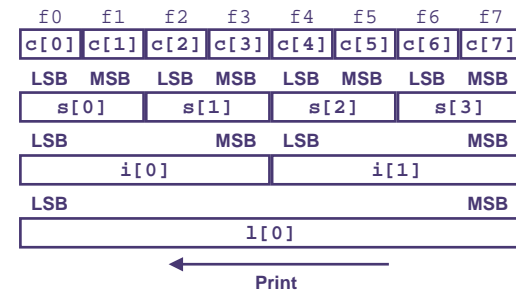 f0 f1 f2 f3 f4 f5 f6 f7
c[0] c[1] c[2] c[3] c[4] c[5] c[6] c[7]
LSB MSB LSB MSB LSB MSB LSB MSB
s[0] s[1] s[2] s[3]
LSB MSB LSB MSB
i[0] i[1]
LSB MSB
l[0]
Print